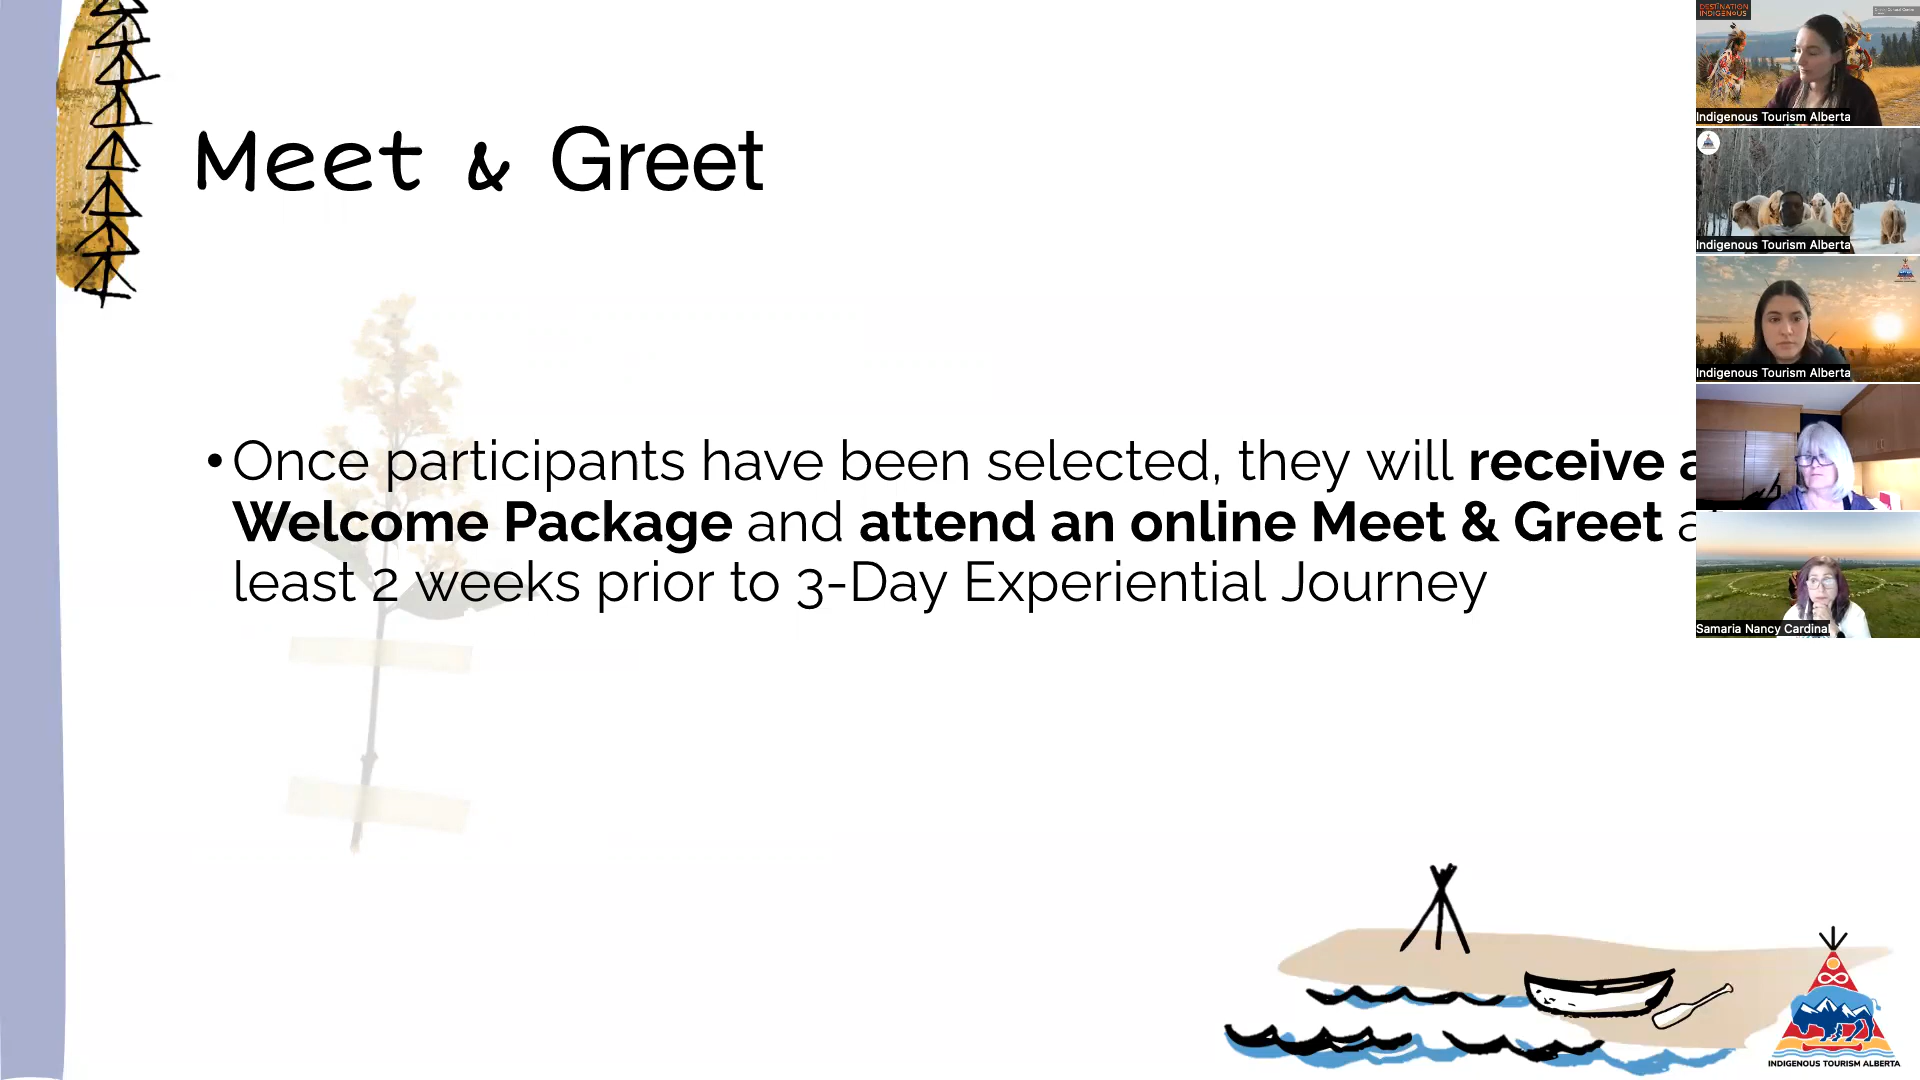 Meet & Greet
• Once participants have been selected, they will receive a
Welcome Package and attend an online Meet & Greet a
least 2 weeks prior to 3-Day Experiential Journey
DESTINATION
INDIGENOUS
Indigenous Tourism Alberta
Indigenous Tourism Alberta
Indigenous Tourism Alberta
Samaria Nancy Cardinal
INDIGENOUS TOURISM ALBERTA